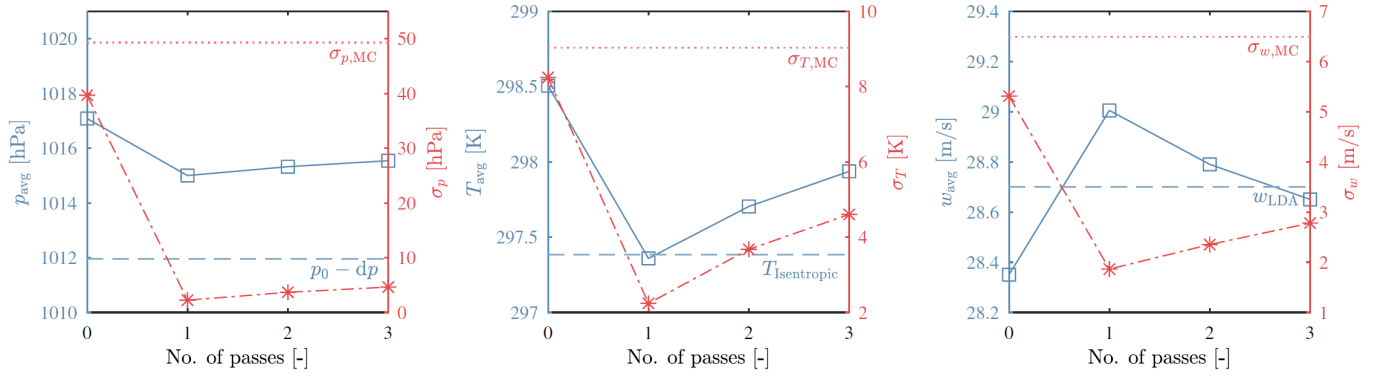 1020
1018
1016
1014
1012
1010
p_avg [hPa]
50
40
30
20
10
0
σ_p [hPa]
σ_p,MC
p_0 − dp
0 1 2 3
No. of passes [-]
299
298.5
298
297.5
297
T_avg [K]
10
8
6
4
2
σ_T [K]
σ_T,MC
T_Isentropic
0 1 2 3
No. of passes [-]
29.4
29.2
29
28.8
28.6
28.4
28.2
w_avg [m/s]
7
6
5
4
3
2
1
σ_w [m/s]
σ_w,MC
w_LDA
0 1 2 3
No. of passes [-]